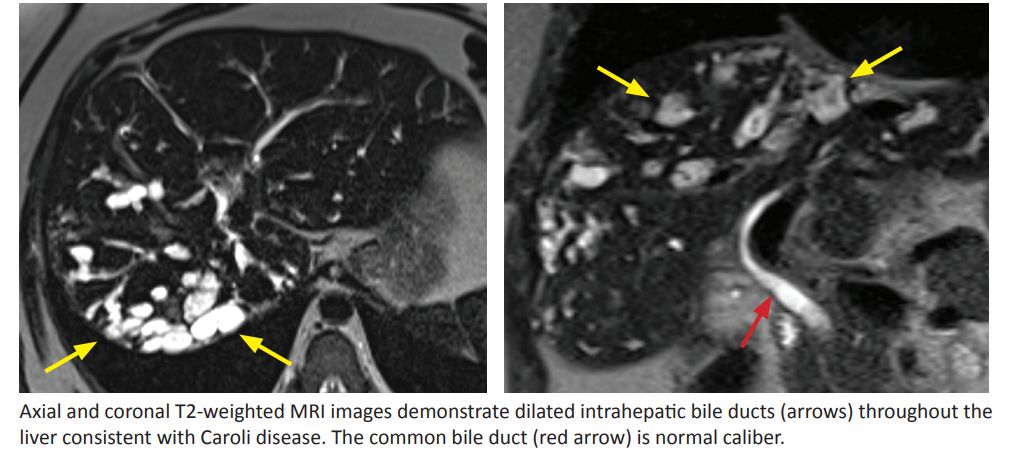 Axial and coronal T2-weighted MRI images demonstrate dilated intrahepatic bile ducts (arrows) throughout the
liver consistent with Caroli disease. The common bile duct (red arrow) is normal caliber.